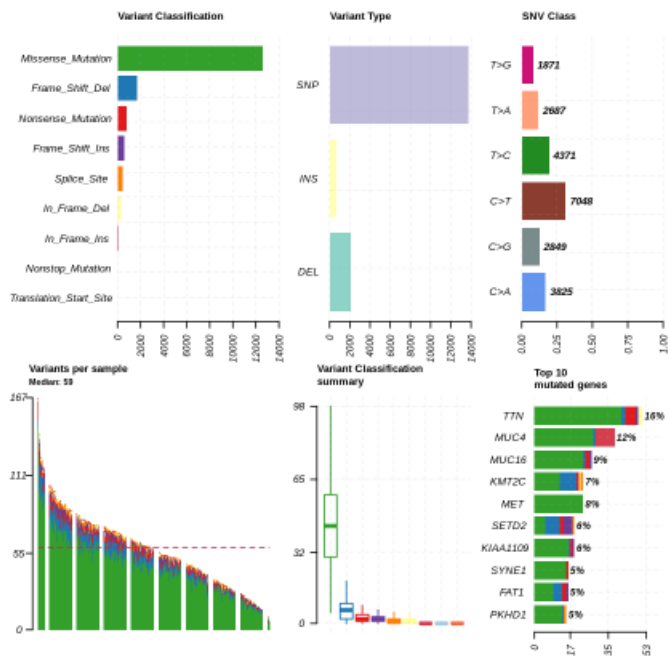 Variant Classification
Missense_Mutation
Frame_Shift_Del
Nonsense_Mutation
Frame_Shift_Ins
Splice_Site
In_Frame_Del
In_Frame_Ins
Nonstop_Mutation
Translation_Start_Site
0 2000 4000 6000 8000 10000 12000 14000
Variant Type
SNP
INS
DEL
0 2000 4000 6000 8000 10000 12000 14000
SNV Class
T>G 1871
T>A 2687
T>C 4371
C>T 7048
C>G 2849
C>A 3825
0.00 0.25 0.50 0.75 1.00
Variants per sample
Median: 59
167
55
0
Variant Classification
summary
98
65
32
0
Top 10
mutated genes
TTN 16%
MUC4 12%
MUC16 9%
KMT2C 7%
MET 8%
SETD2 6%
KIAA1109 6%
SYNE1 5%
FAT1 5%
PKHD1 5%
0 17 35 53